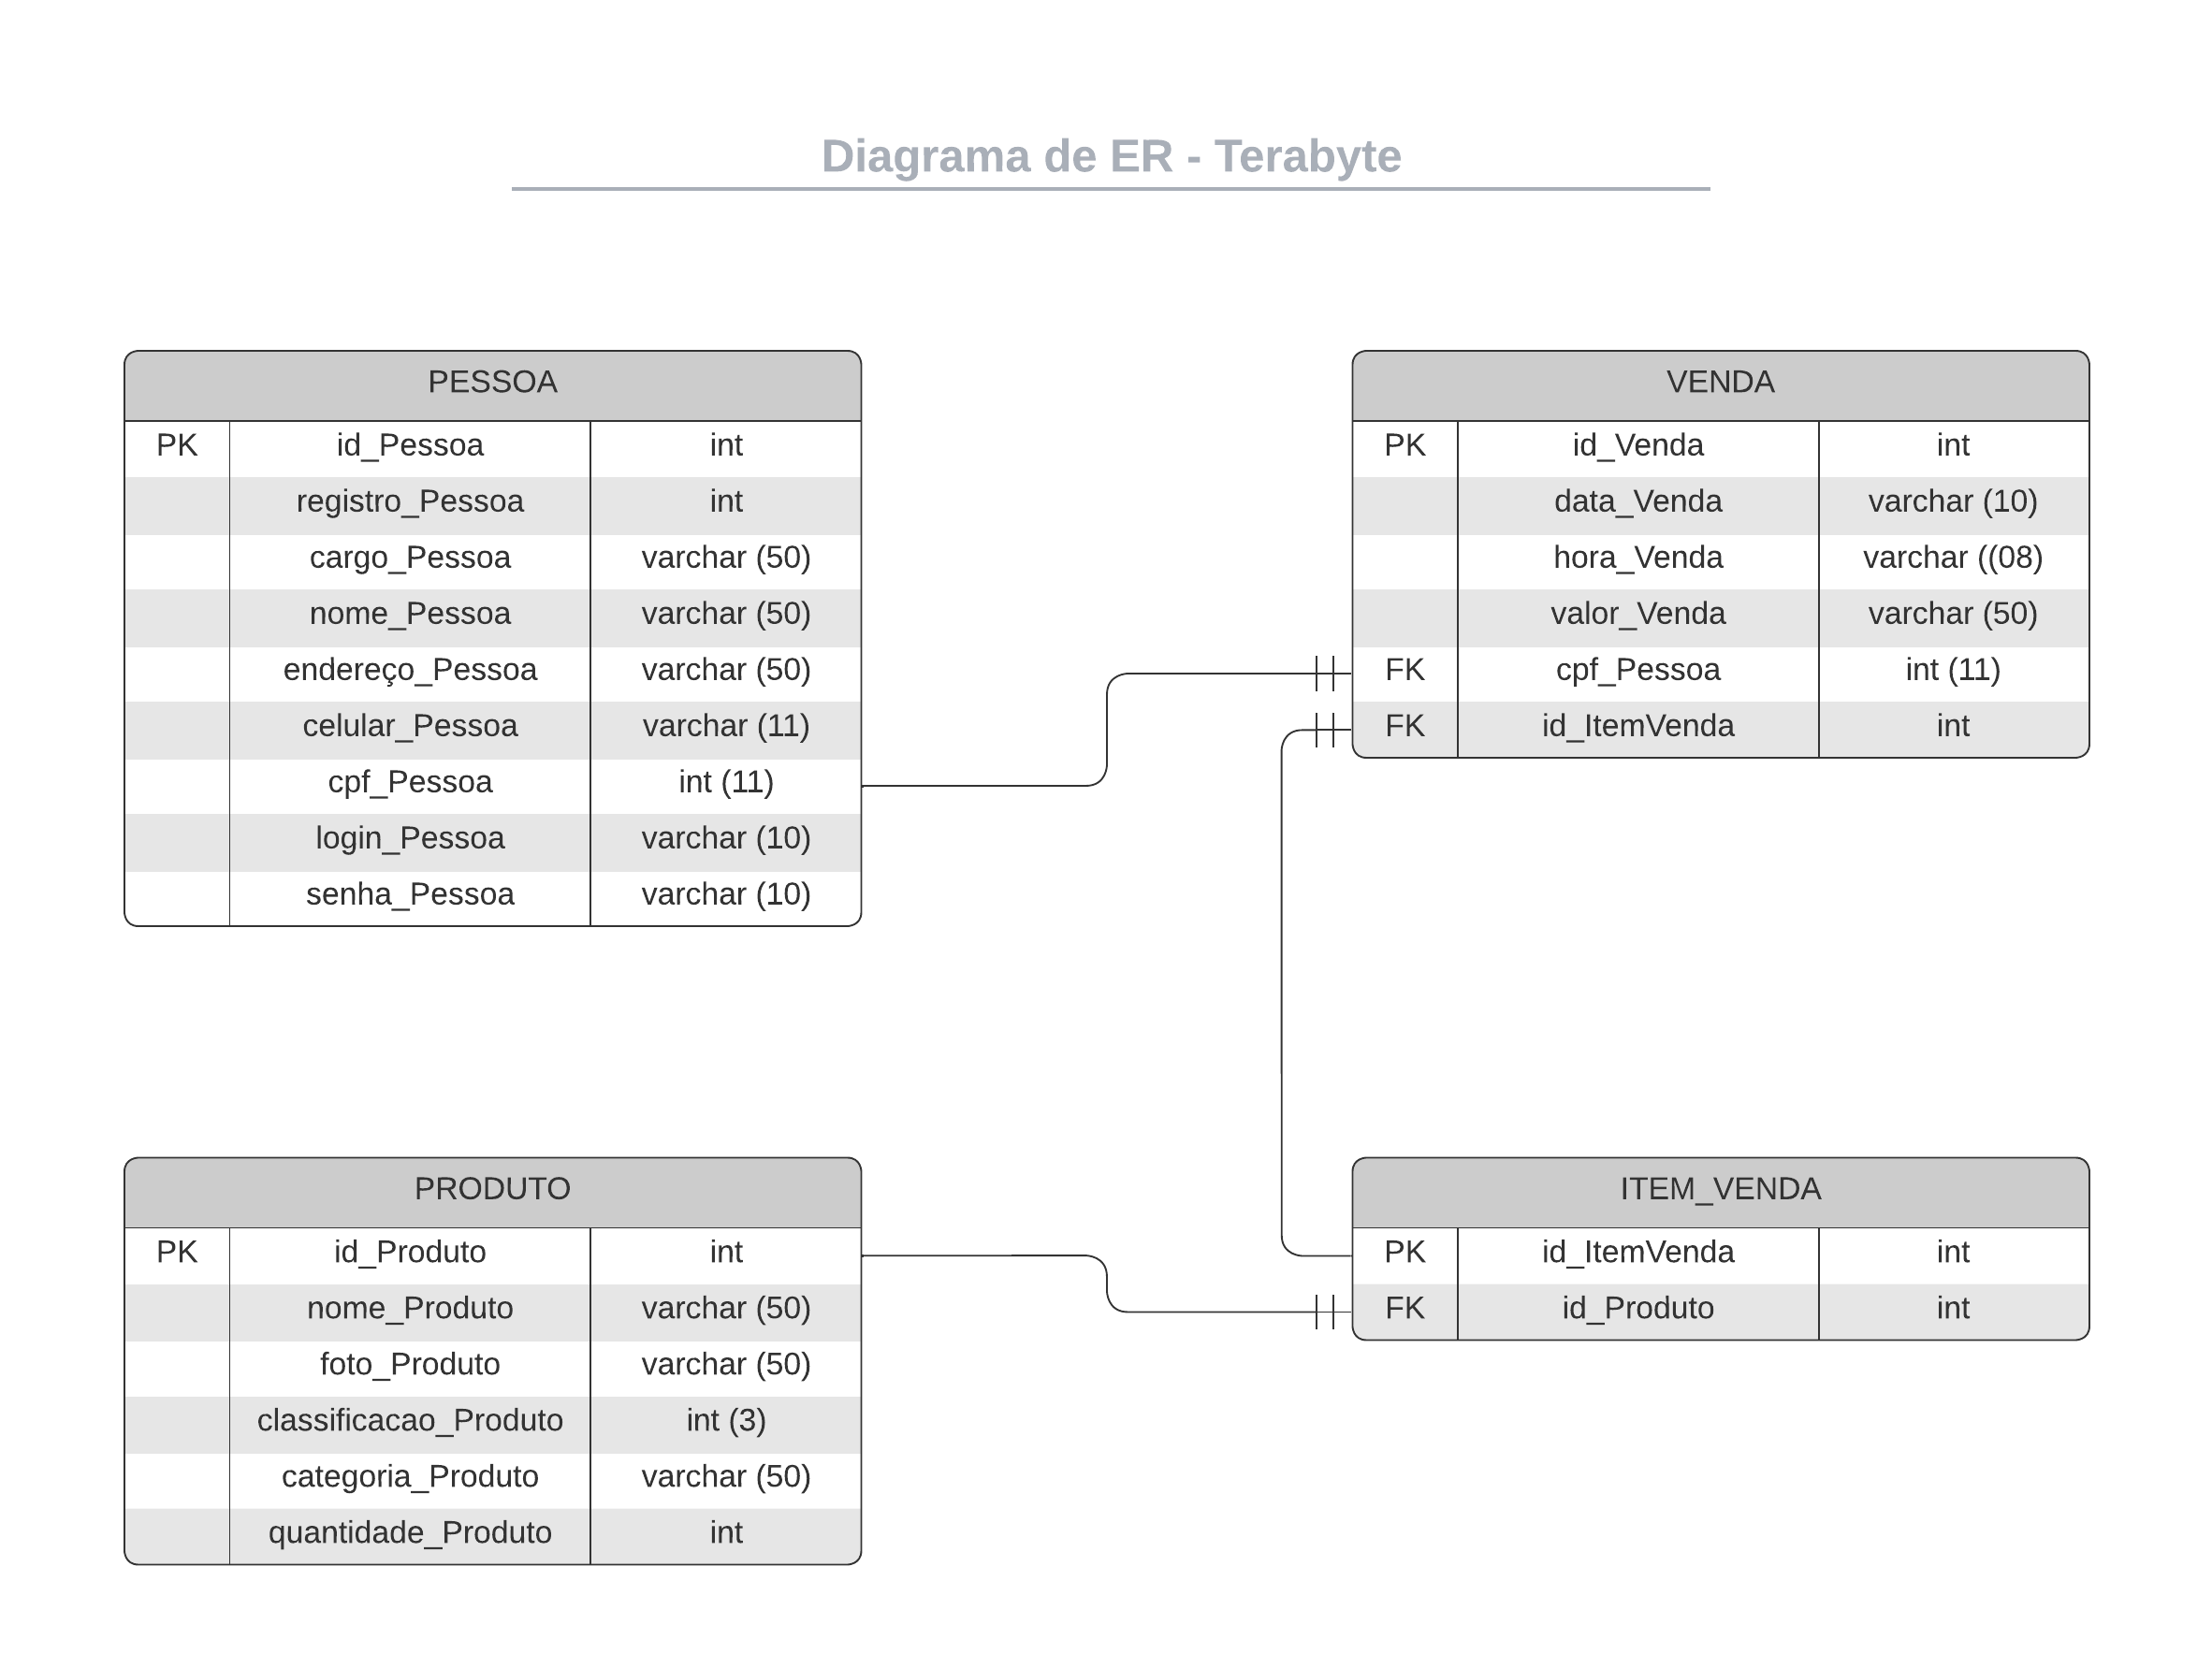 Diagrama de ER - Terabyte
PESSOA
PK id_Pessoa int
registro_Pessoa int
cargo_Pessoa varchar (50)
nome_Pessoa varchar (50)
endereço_Pessoa varchar (50)
celular_Pessoa varchar (11)
cpf_Pessoa int (11)
login_Pessoa varchar (10)
senha_Pessoa varchar (10)
VENDA
PK id_Venda int
data_Venda varchar (10)
hora_Venda varchar ((08)
valor_Venda varchar (50)
FK cpf_Pessoa int (11)
FK id_ItemVenda int
PRODUTO
PK id_Produto int
nome_Produto varchar (50)
foto_Produto varchar (50)
classificacao_Produto int (3)
categoria_Produto varchar (50)
quantidade_Produto int
ITEM_VENDA
PK id_ItemVenda int
FK id_Produto int